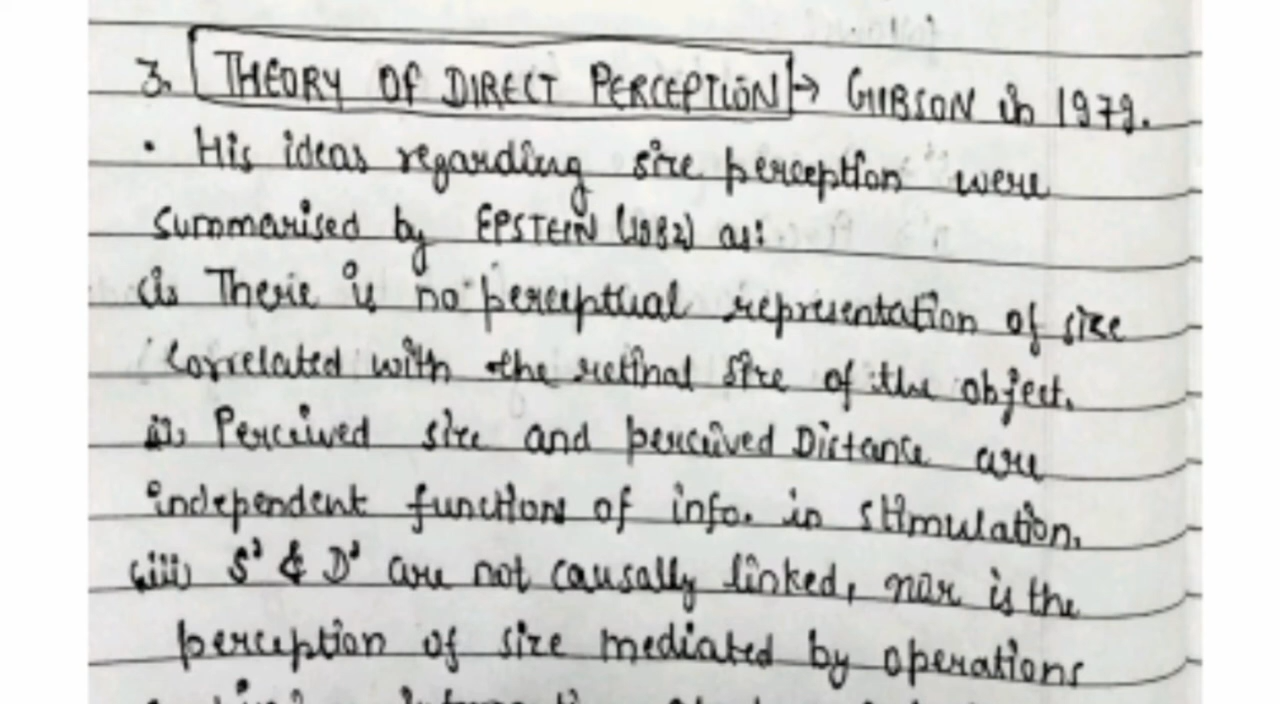 3. THEORY OF DIRECT PERCEPTION → GIBSON in 1979.
• His ideas regarding size perception were
summarised by EPSTEIN (1982) as:
(i) There is no perceptual representation of size
correlated with the retinal size of the object.
ii) Perceived size and perceived Distance are
independent functions of info. in stimulation.
(iii) S' & D' are not causally linked, nor is the
perception of size mediated by operations